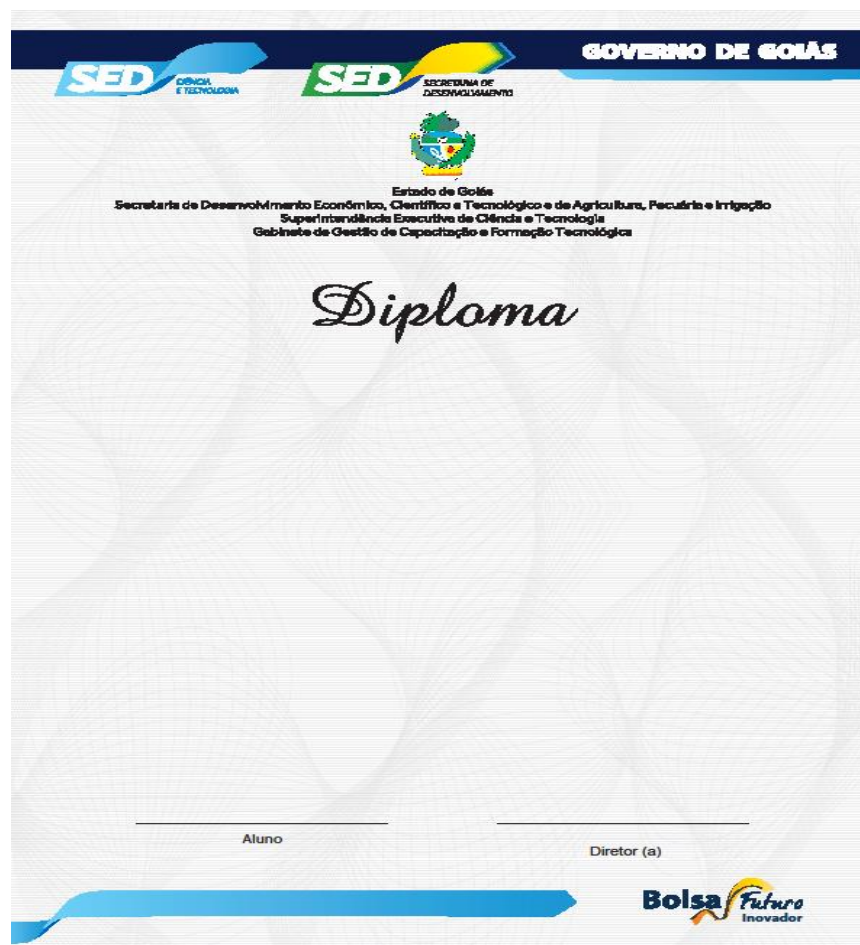 GOVERNO DE GOIÁS
SED CIÊNCIA
E TECNOLOGIA
SED SECRETARIA DE
DESENVOLVIMENTO
Estado de Goiás
Secretaria de Desenvolvimento Econômico, Científico e Tecnológico e de Agricultura, Pecuária e Irrigação
Superintendência Executiva de Ciência e Tecnologia
Gabinete de Gestão de Capacitação e Formação Tecnológica
Diploma
Aluno
Diretor (a)
Bolsa Futuro
Inovador